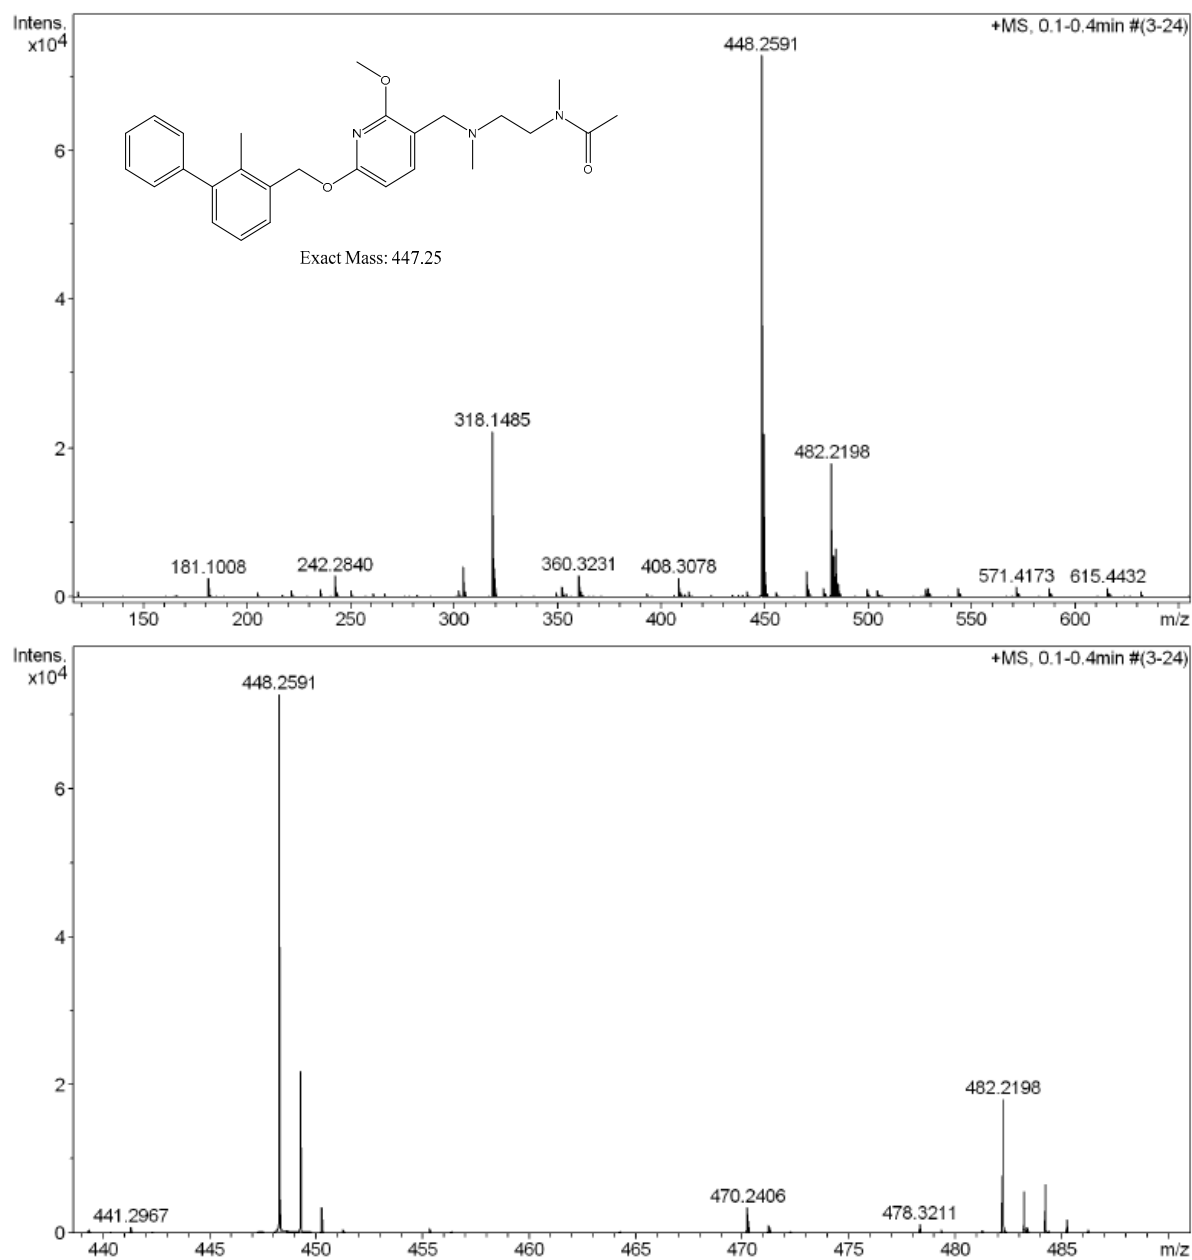 Intens.
x10⁴
+MS, 0.1-0.4min #(3-24)
448.2591
O
N
N
N
O
O
6
Exact Mass: 447.25
4
318.1485
2
482.2198
181.1008
242.2840
360.3231
408.3078
571.4173
615.4432
0
150
200
250
300
350
400
450
500
550
600
m/z
Intens.
x10⁴
+MS, 0.1-0.4min #(3-24)
448.2591
6
4
2
482.2198
470.2406
441.2967
478.3211
0
440
445
450
455
460
465
470
475
480
485
m/z